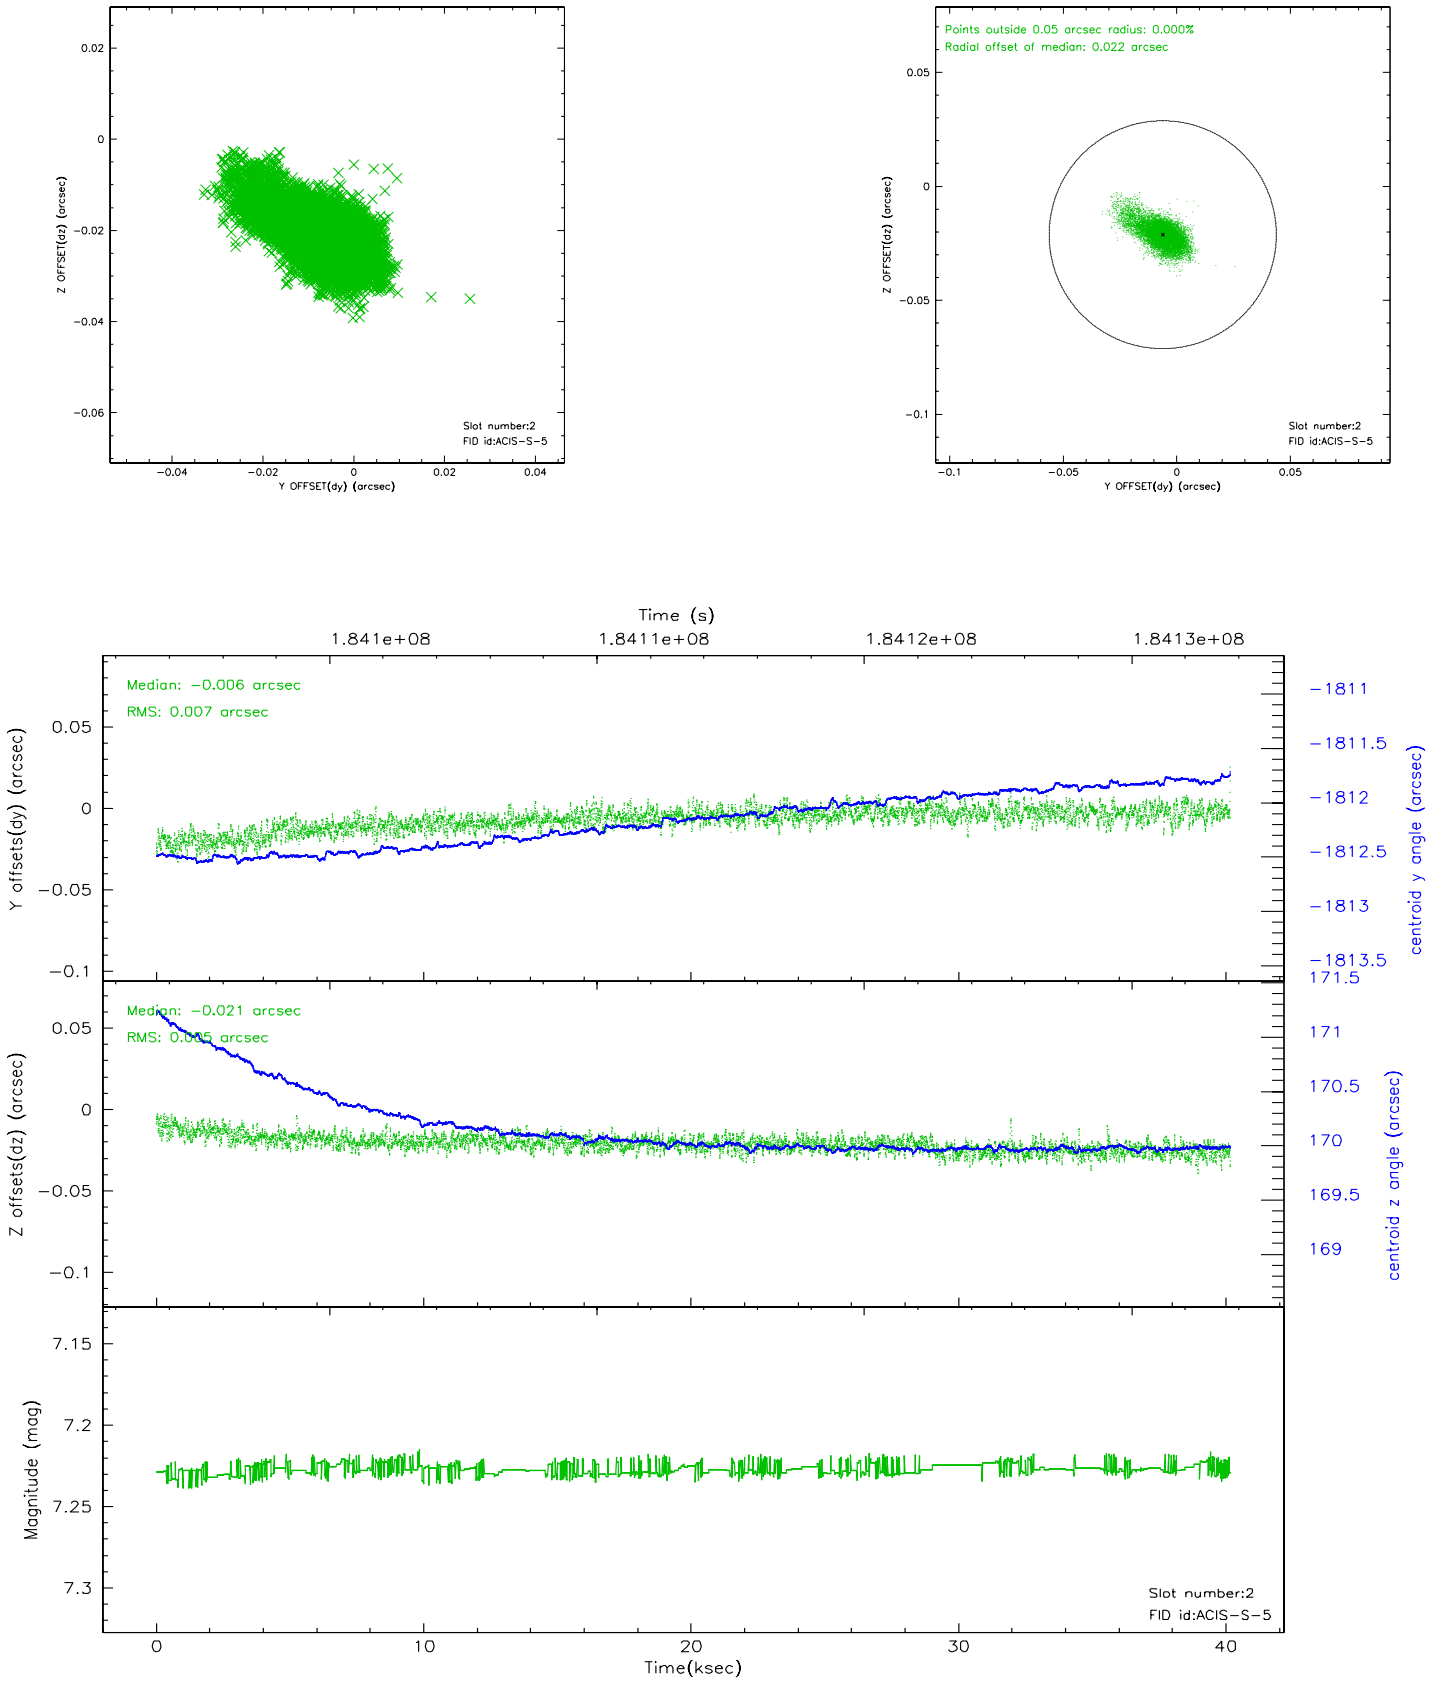 0.02
0
−0.02
−0.04
−0.06
Z OFFSET(dz) (arcsec)
−0.04
−0.02
0
0.02
0.04
Y OFFSET(dy) (arcsec)
Slot number:2
FID id:ACIS−S−5
Points outside 0.05 arcsec radius: 0.000%
Radial offset of median: 0.022 arcsec
0.05
0
−0.05
−0.1
Z OFFSET(dz) (arcsec)
−0.1
−0.05
0
0.05
Y OFFSET(dy) (arcsec)
Slot number:2
FID id:ACIS−S−5
Time (s)
1.841e+08
1.8411e+08
1.8412e+08
1.8413e+08
Median: −0.006 arcsec
RMS: 0.007 arcsec
0.05
0
−0.05
−0.1
Y offsets(dy) (arcsec)
−1811
−1811.5
−1812
−1812.5
−1813
−1813.5
centroid y angle (arcsec)
Median: −0.021 arcsec
RMS: 0.005 arcsec
0.05
0
−0.05
−0.1
Z offsets(dz) (arcsec)
171.5
171
170.5
170
169.5
169
centroid z angle (arcsec)
7.15
7.2
7.25
7.3
Magnitude (mag)
Slot number:2
FID id:ACIS−S−5
0
10
20
30
40
Time(ksec)